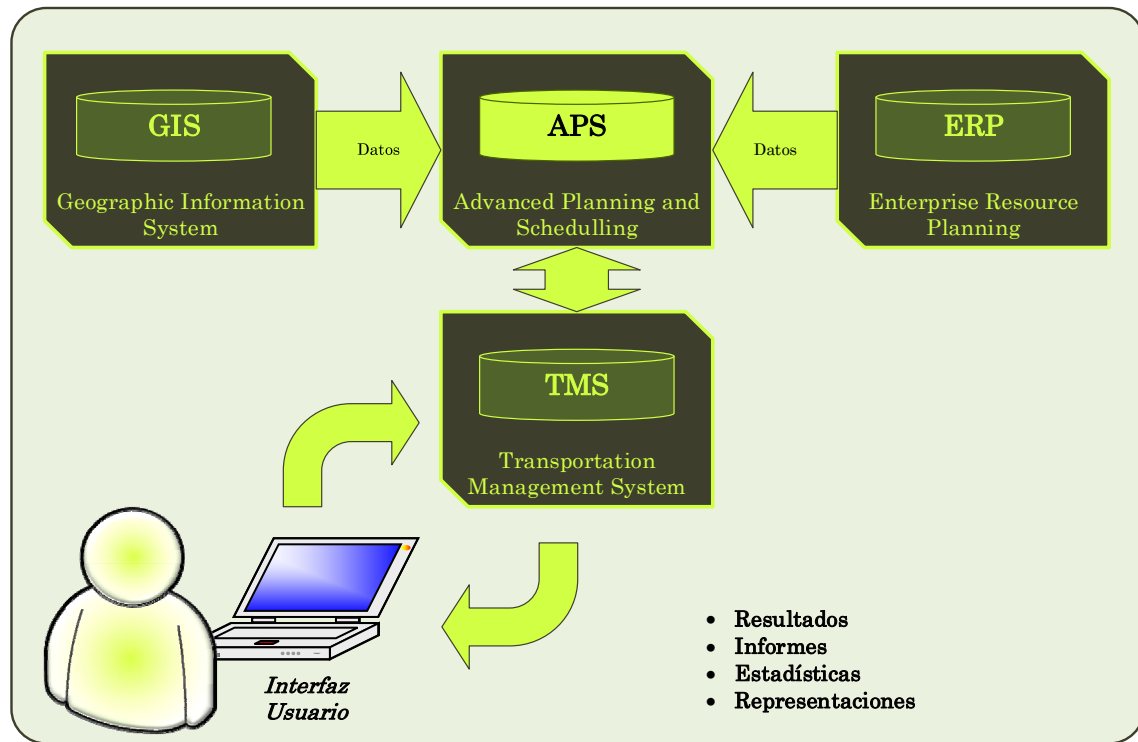 GIS
Geographic Information
System
Datos
APS
Advanced Planning and
Schedulling
Datos
ERP
Enterprise Resource
Planning
TMS
Transportation
Management System
Interfaz
Usuario
• Resultados
• Informes
• Estadísticas
• Representaciones